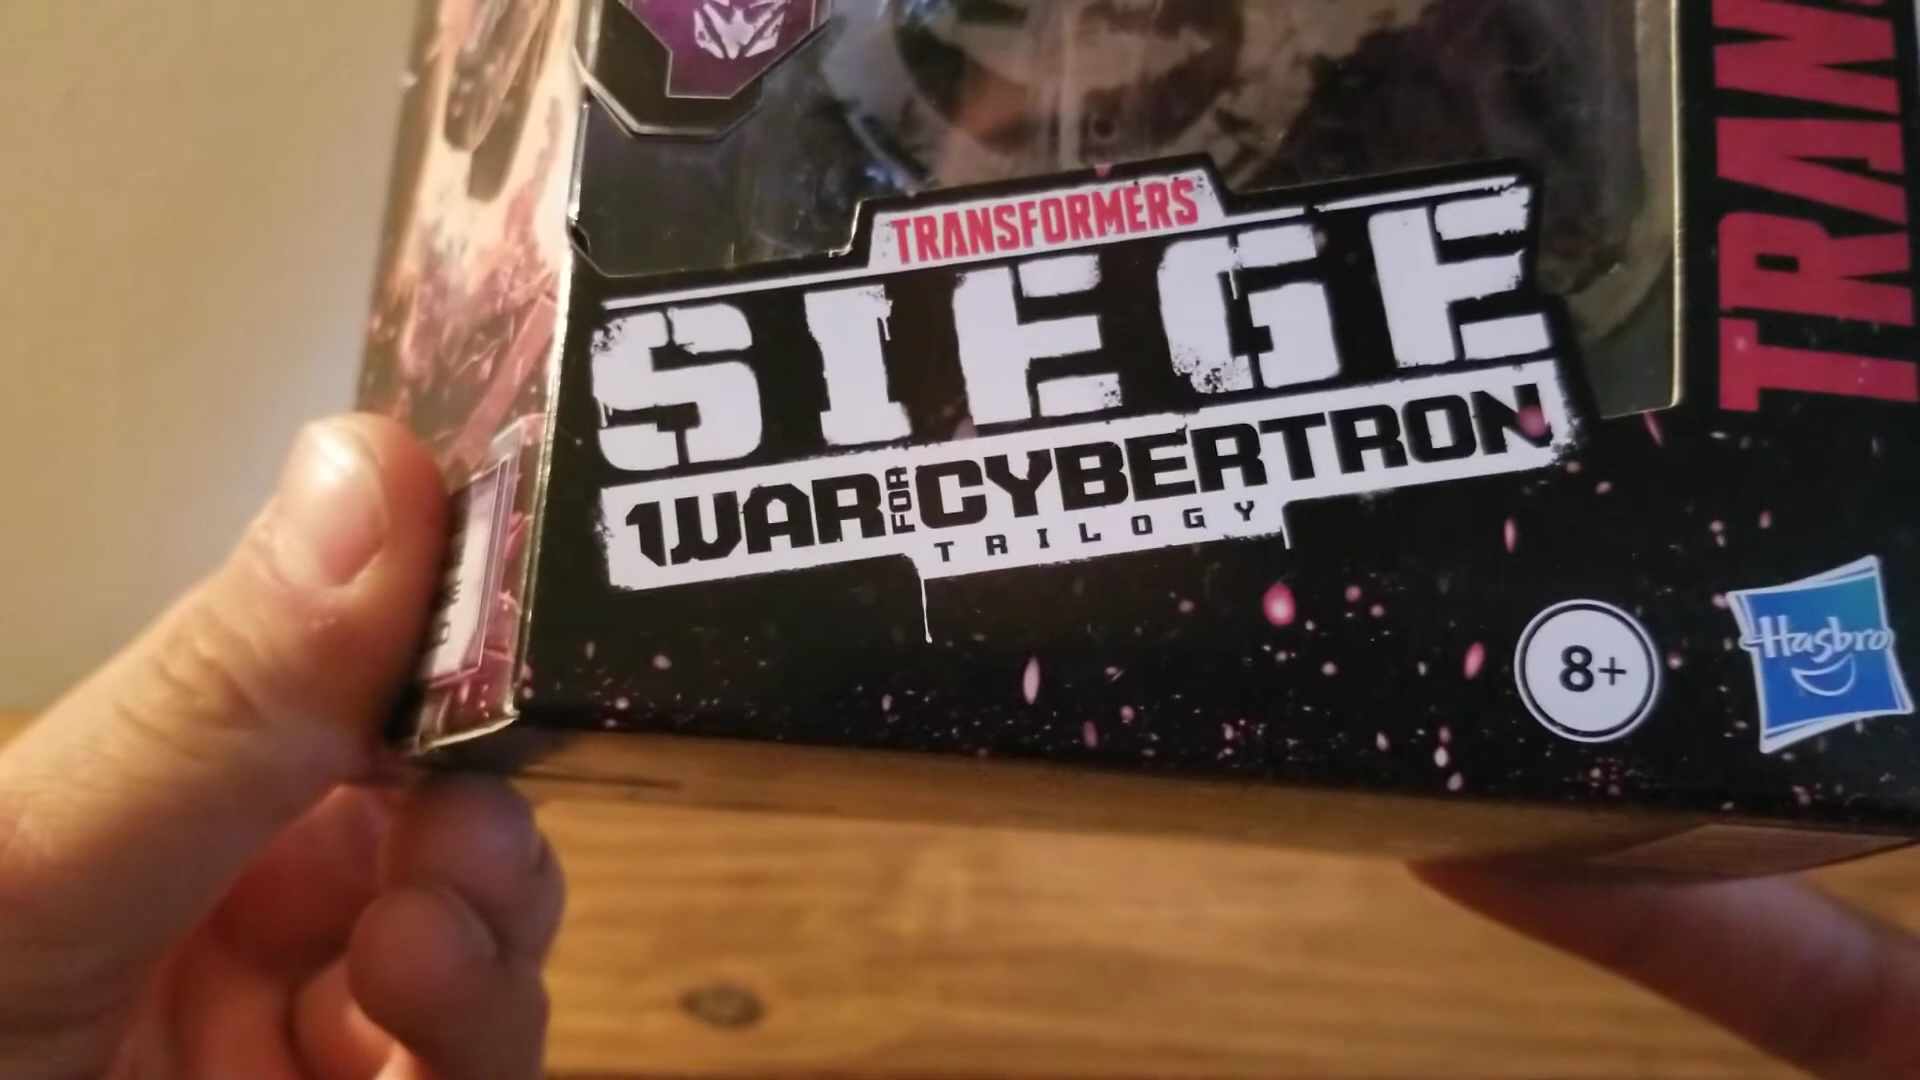 TRANSFORMERS
SIEGE
WAR FOR CYBERTRON
TRILOGY
8+
Hasbro